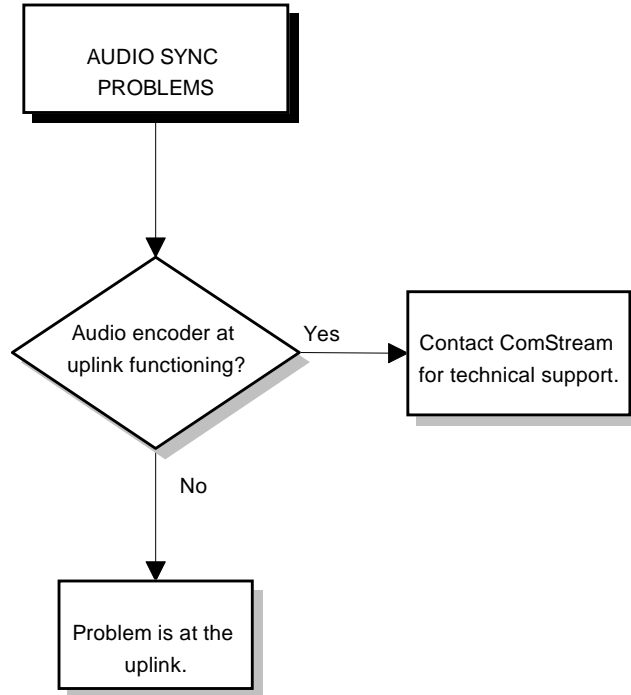 AUDIO SYNC
PROBLEMS
Audio encoder at
uplink functioning?
Yes
Contact ComStream
for technical support.
No
Problem is at the
uplink.